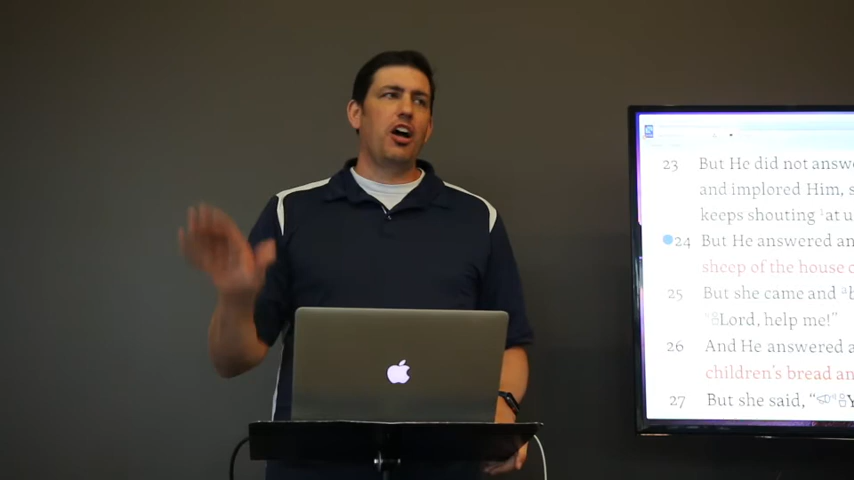 23 But He did not answ
and implored Him, s
keeps shouting at u
24 But He answered an
sheep of the house o
25 But she came and b
“Lord, help me!”
26 And He answered a
children’s bread an
27 But she said, “Y